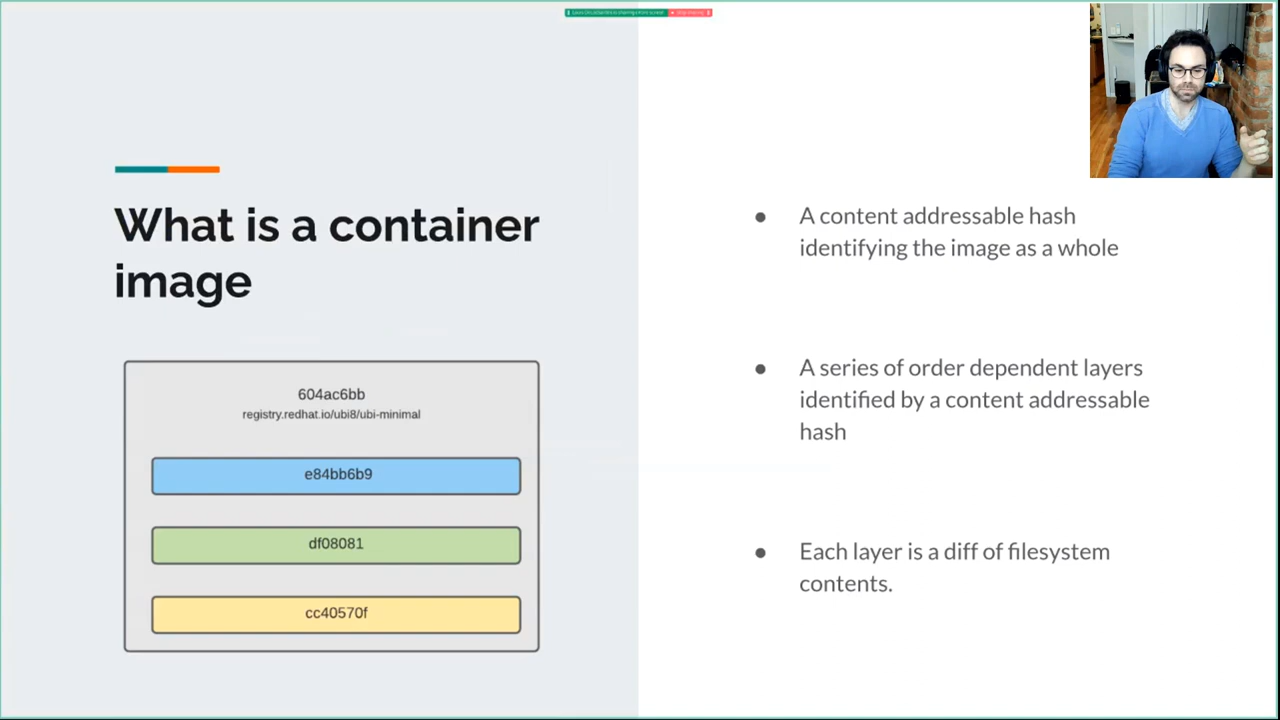 What is a container
image
604ac6bb
registry.redhat.io/ubi8/ubi-minimal
e84bb6b9
df08081
cc40570f
● A content addressable hash
identifying the image as a whole
● A series of order dependent layers
identified by a content addressable
hash
● Each layer is a diff of filesystem
contents.